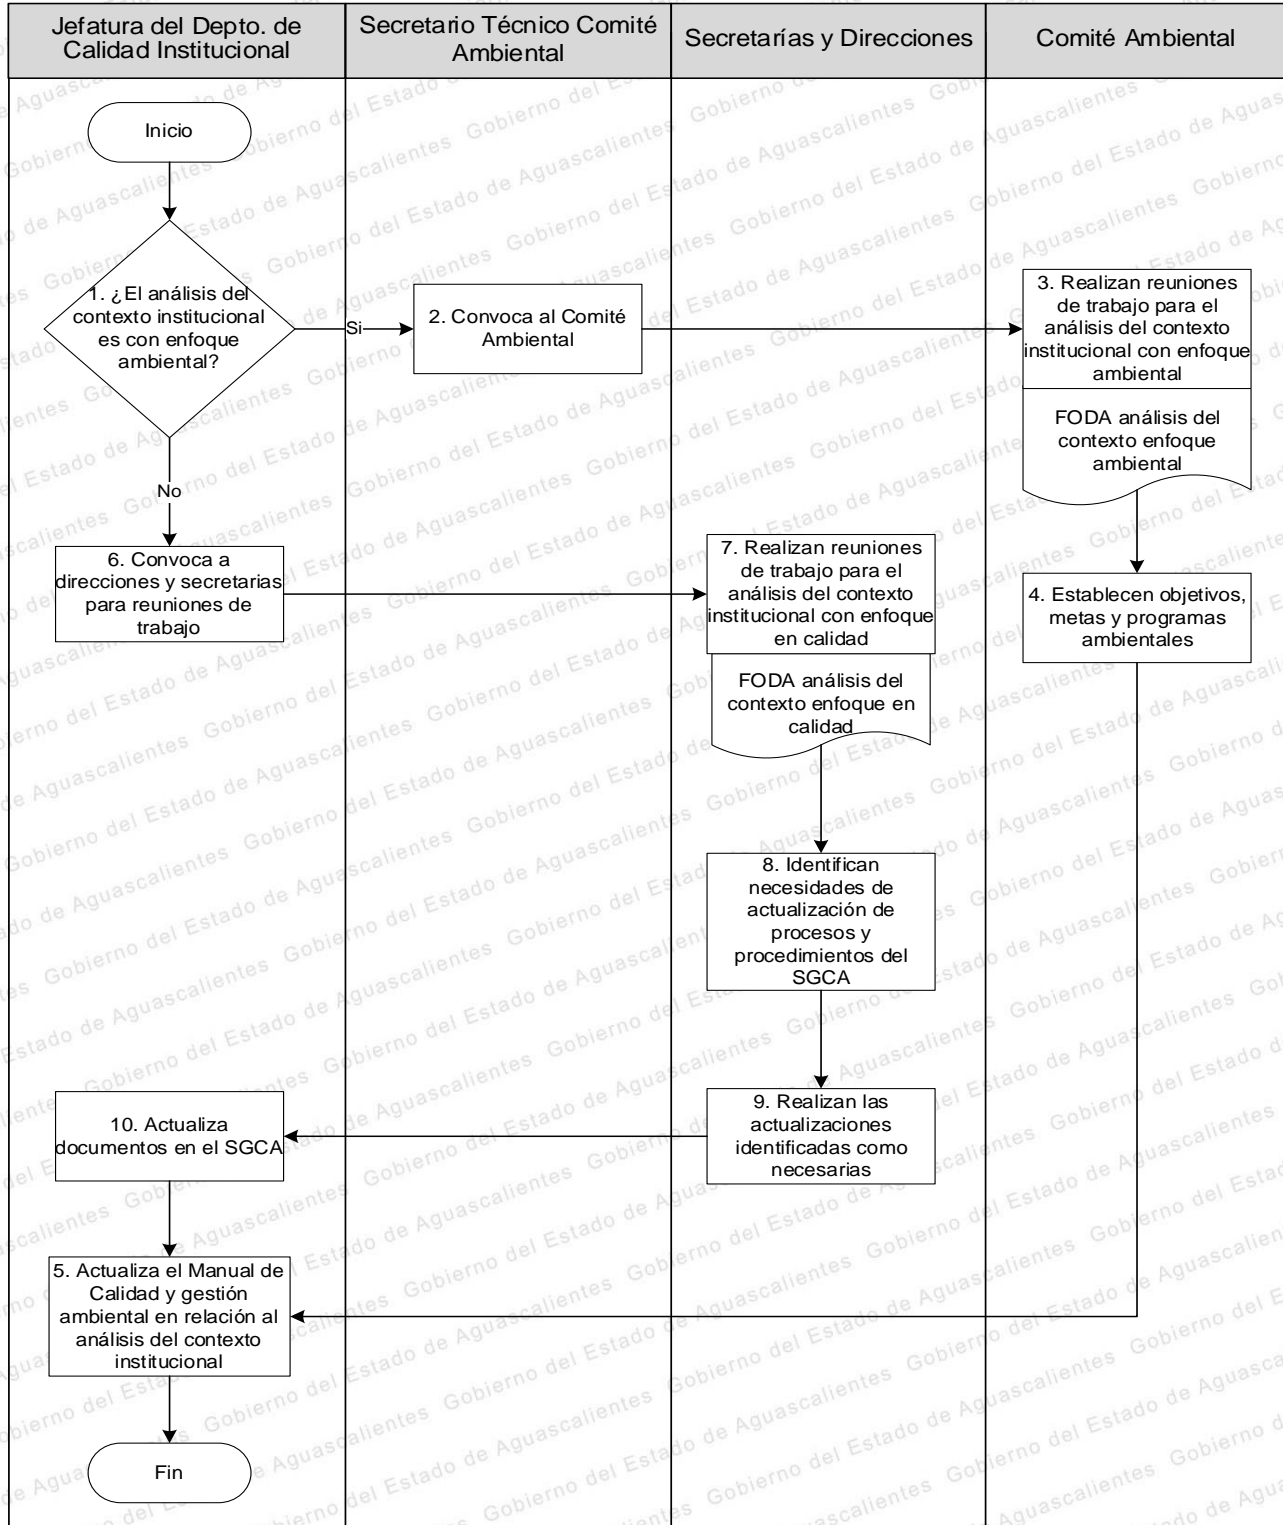 Jefatura del Depto. de
Calidad Institucional
Secretario Técnico Comité
Ambiental
Secretarías y Direcciones
Comité Ambiental
Inicio
1. ¿El análisis del
contexto institucional
es con enfoque
ambiental?
Si
2. Convoca al Comité
Ambiental
3. Realizan reuniones
de trabajo para el
análisis del contexto
institucional con enfoque
ambiental
FODA análisis del
contexto enfoque
ambiental
No
6. Convoca a
direcciones y secretarias
para reuniones de
trabajo
7. Realizan reuniones
de trabajo para el
análisis del contexto
institucional con enfoque
en calidad
FODA análisis del
contexto enfoque en
calidad
4. Establecen objetivos,
metas y programas
ambientales
8. Identifican
necesidades de
actualización de
procesos y
procedimientos del
SGCA
9. Realizan las
actualizaciones
identificadas como
necesarias
10. Actualiza
documentos en el SGCA
5. Actualiza el Manual de
Calidad y gestión
ambiental en relación al
análisis del contexto
institucional
Fin
Gobierno del Estado de Aguascalientes